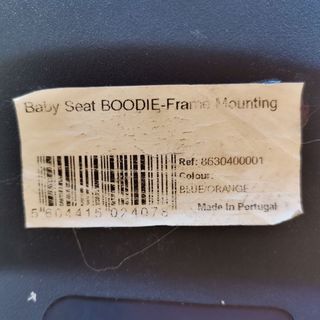 Baby Seat BOODIE-Frame Mounting
Ref: 8630400001
Colour:
BLUE/ORANGE
5 604415 024078
Made In Portugal